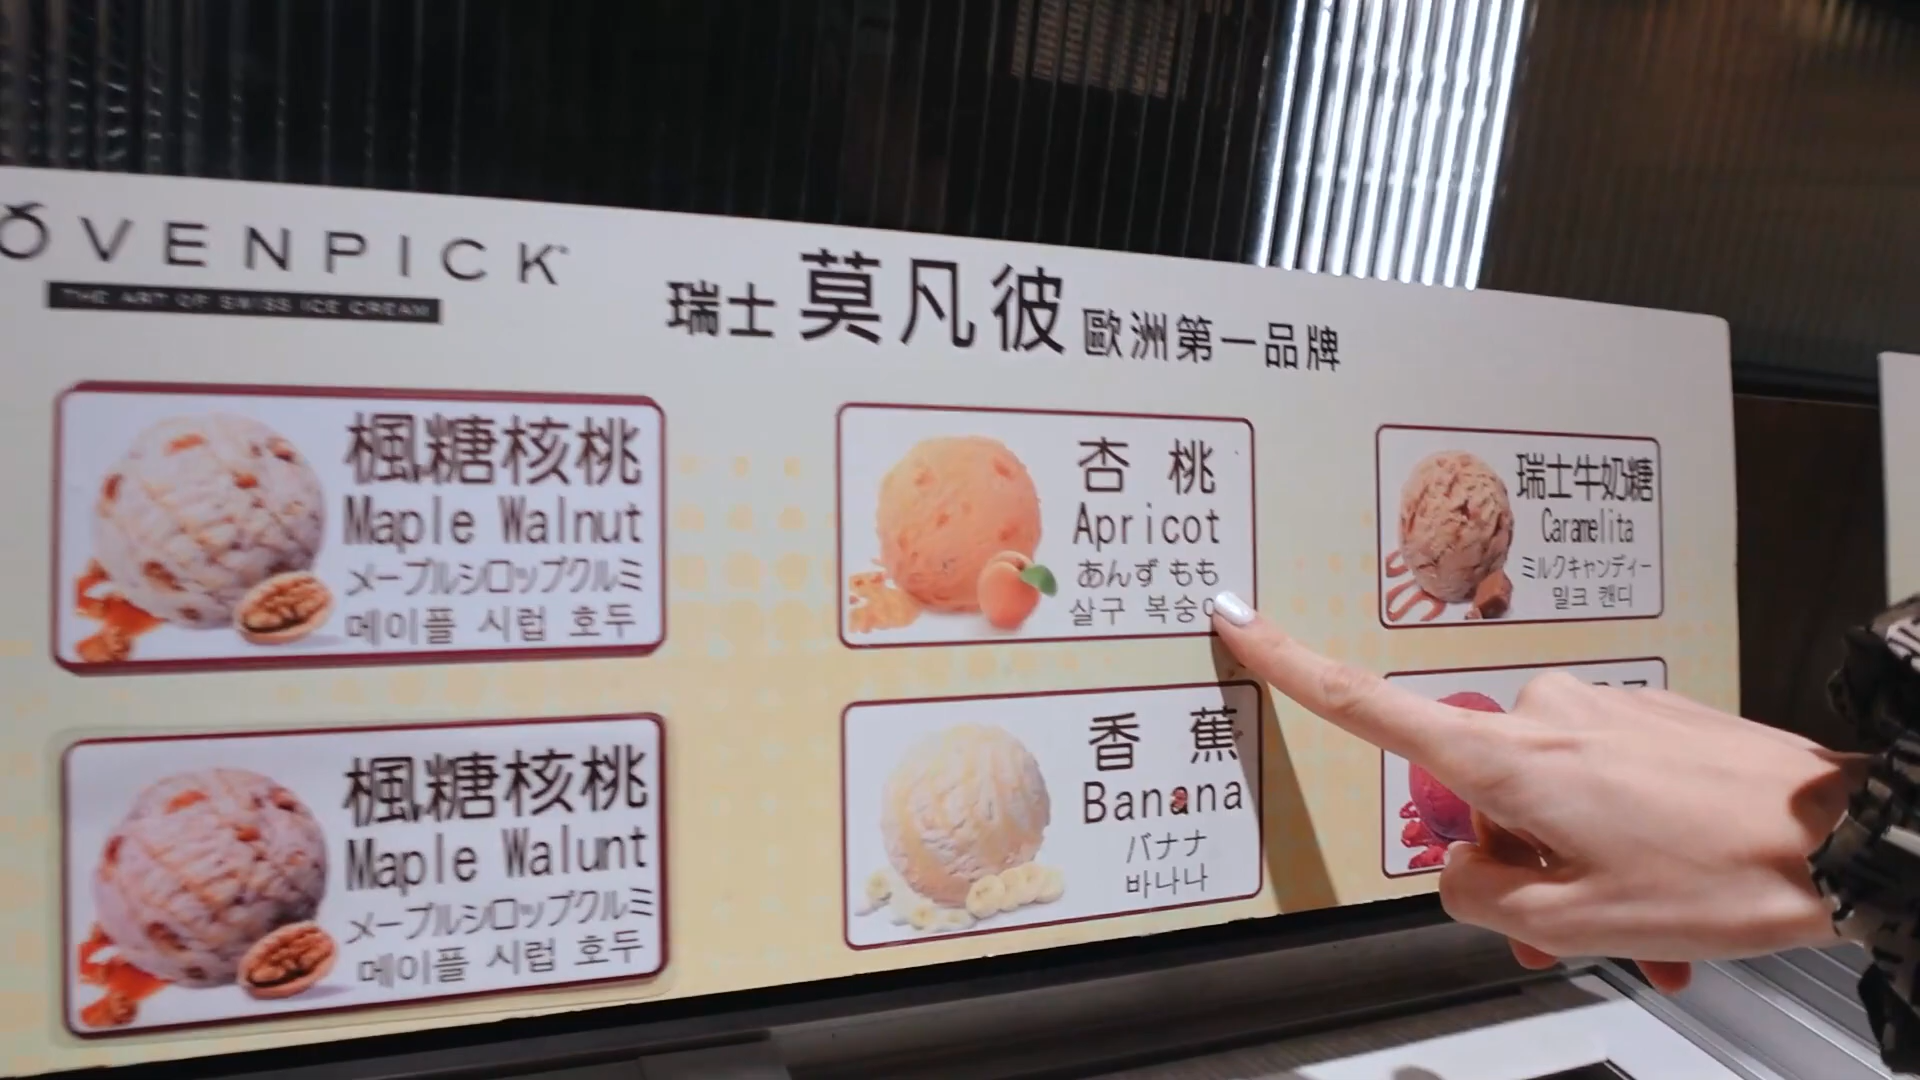 ÖVENPICK
THE ART OF SWISS ICE CREAM
瑞士 莫凡彼 歐洲第一品牌
楓糖核桃
Maple Walnut
メープルシロップクルミ
메이플 시럽 호두
杏 桃
Apricot
あんず もも
살구 복숭
瑞士牛奶糖
Caramelita
ミルクキャンディー
밀크 캔디
楓糖核桃
Maple Walunt
メープルシロップクルミ
메이플 시럽 호두
香 蕉
Banana
バナナ
바나나